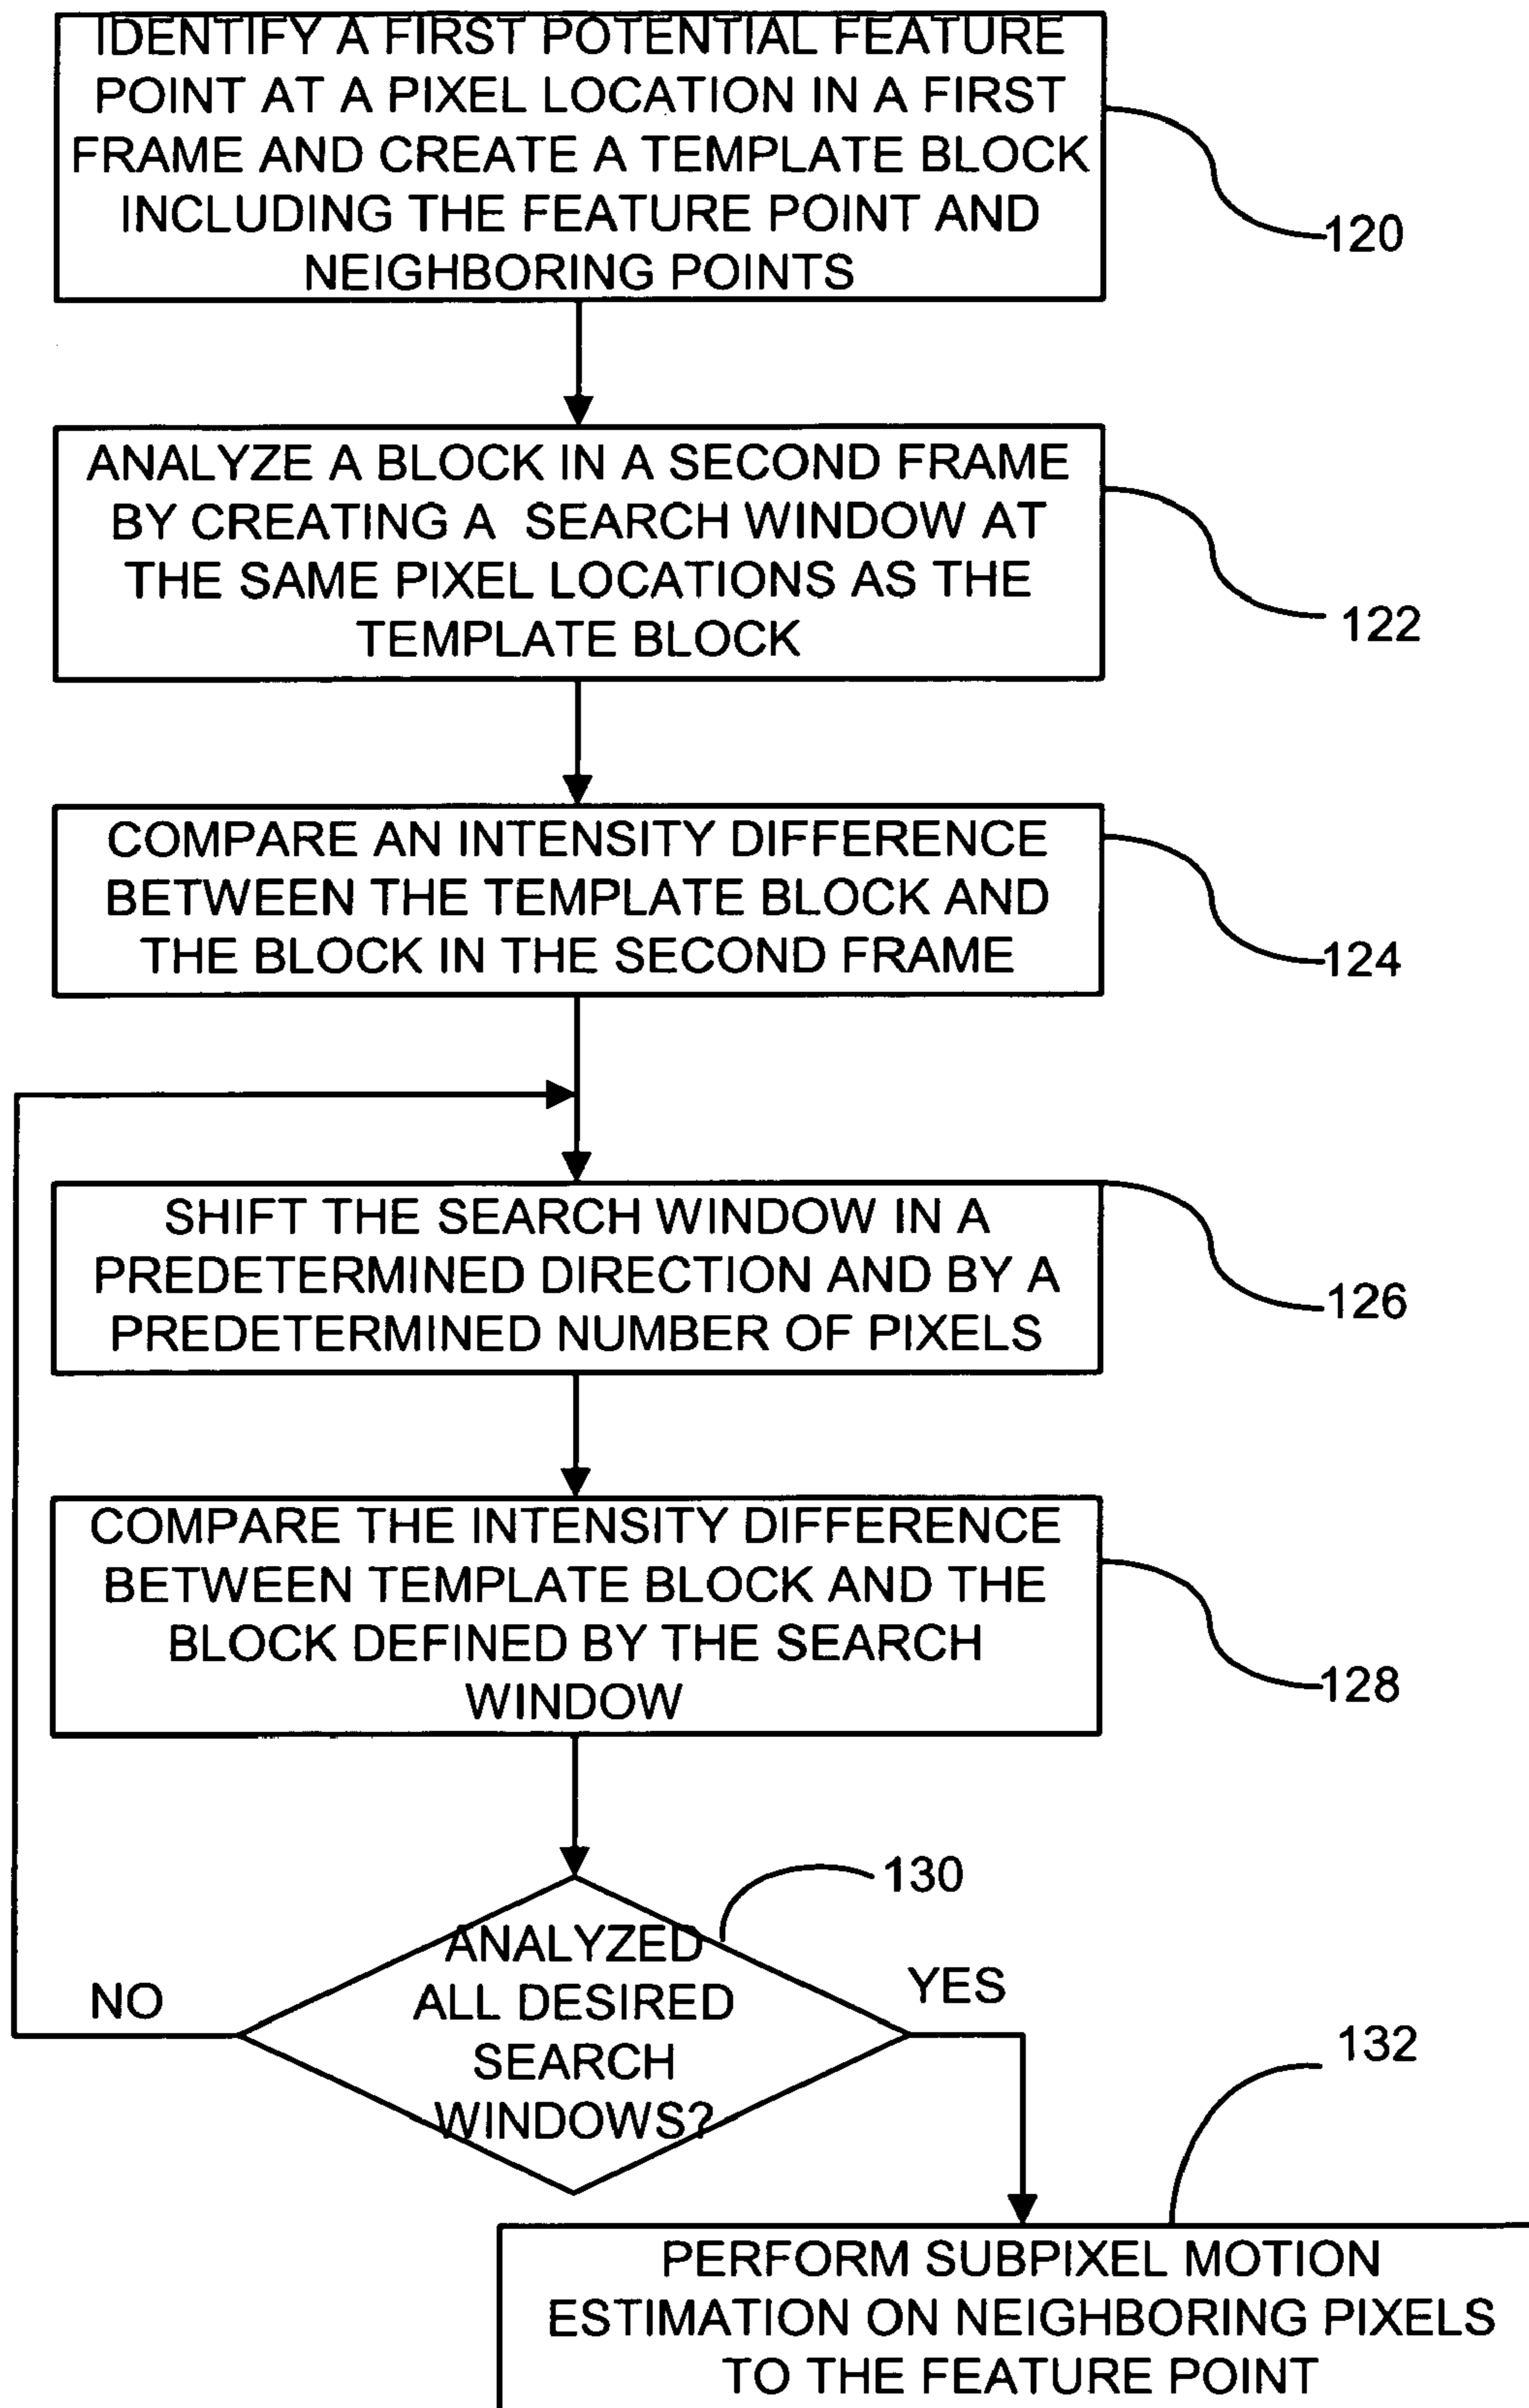 IDENTIFY A FIRST POTENTIAL FEATURE
POINT AT A PIXEL LOCATION IN A FIRST
FRAME AND CREATE A TEMPLATE BLOCK
INCLUDING THE FEATURE POINT AND
NEIGHBORING POINTS
120
ANALYZE A BLOCK IN A SECOND FRAME
BY CREATING A SEARCH WINDOW AT
THE SAME PIXEL LOCATIONS AS THE
TEMPLATE BLOCK
122
COMPARE AN INTENSITY DIFFERENCE
BETWEEN THE TEMPLATE BLOCK AND
THE BLOCK IN THE SECOND FRAME
124
SHIFT THE SEARCH WINDOW IN A
PREDETERMINED DIRECTION AND BY A
PREDETERMINED NUMBER OF PIXELS
126
COMPARE THE INTENSITY DIFFERENCE
BETWEEN TEMPLATE BLOCK AND THE
BLOCK DEFINED BY THE SEARCH
WINDOW
128
130
ANALYZED
ALL DESIRED
SEARCH
WINDOWS?
NO
YES
132
PERFORM SUBPIXEL MOTION
ESTIMATION ON NEIGHBORING PIXELS
TO THE FEATURE POINT